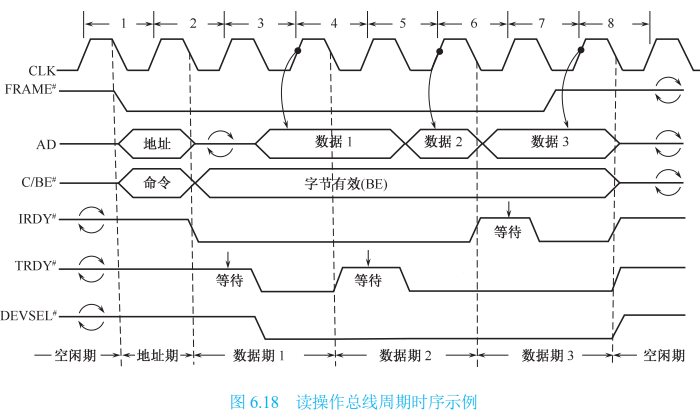 1 2 3 4 5 6 7 8
CLK
FRAME#
AD 地址 数据 1 数据 2 数据 3
C/BE# 命令 字节有效(BE)
IRDY# 等待
TRDY# 等待 等待
DEVSEL#
空闲期 地址期 数据期 1 数据期 2 数据期 3 空闲期
图 6.18 读操作总线周期时序示例